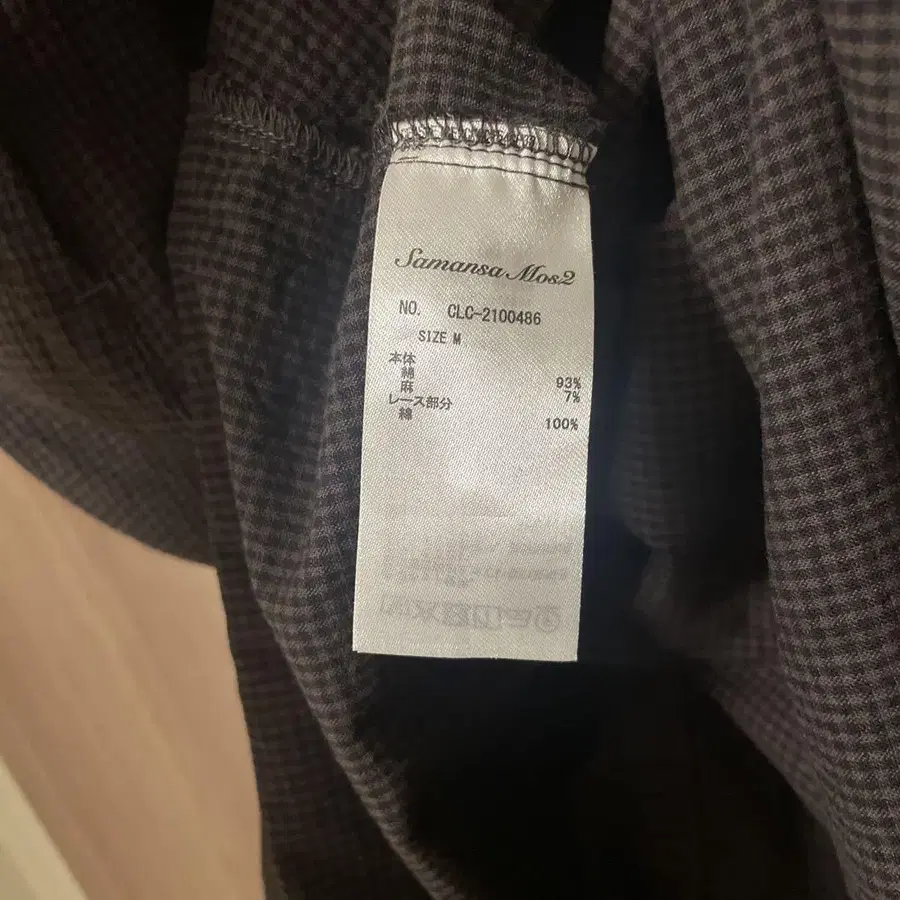 Samansa Mos2
NO. CLC-2100486
SIZE M
本体
綿 93%
麻 7%
レース部分
綿 100%